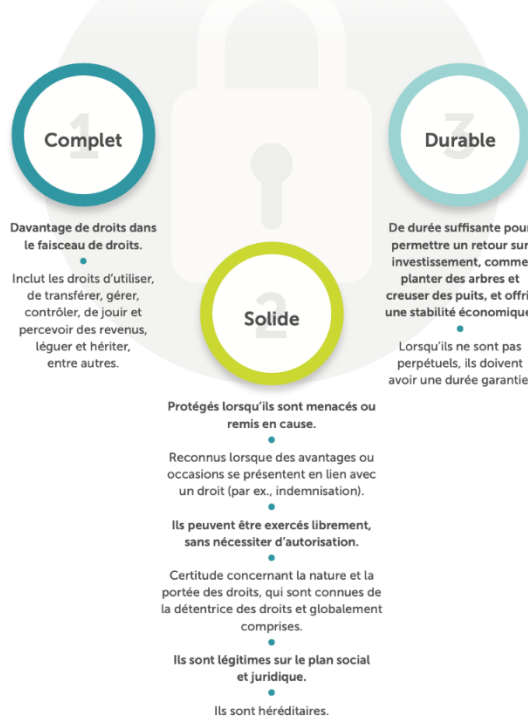 1
Complet
Davantage de droits dans
le faisceau de droits.
Inclut les droits d'utiliser,
de transférer, gérer,
contrôler, de jouir et
percevoir des revenus,
léguer et hériter,
entre autres.
2
Solide
Protégés lorsqu'ils sont menacés ou
remis en cause.
Reconnus lorsque des avantages ou
occasions se présentent en lien avec
un droit (par ex., indemnisation).
Ils peuvent être exercés librement,
sans nécessiter d'autorisation.
Certitude concernant la nature et la
portée des droits, qui sont connues de
la détentrice des droits et globalement
comprises.
Ils sont légitimes sur le plan social
et juridique.
Ils sont héréditaires.
3
Durable
De durée suffisante pour
permettre un retour sur
investissement, comme
planter des arbres et
creuser des puits, et offri
une stabilité économique
Lorsqu'ils ne sont pas
perpétuels, ils doivent
avoir une durée garantie